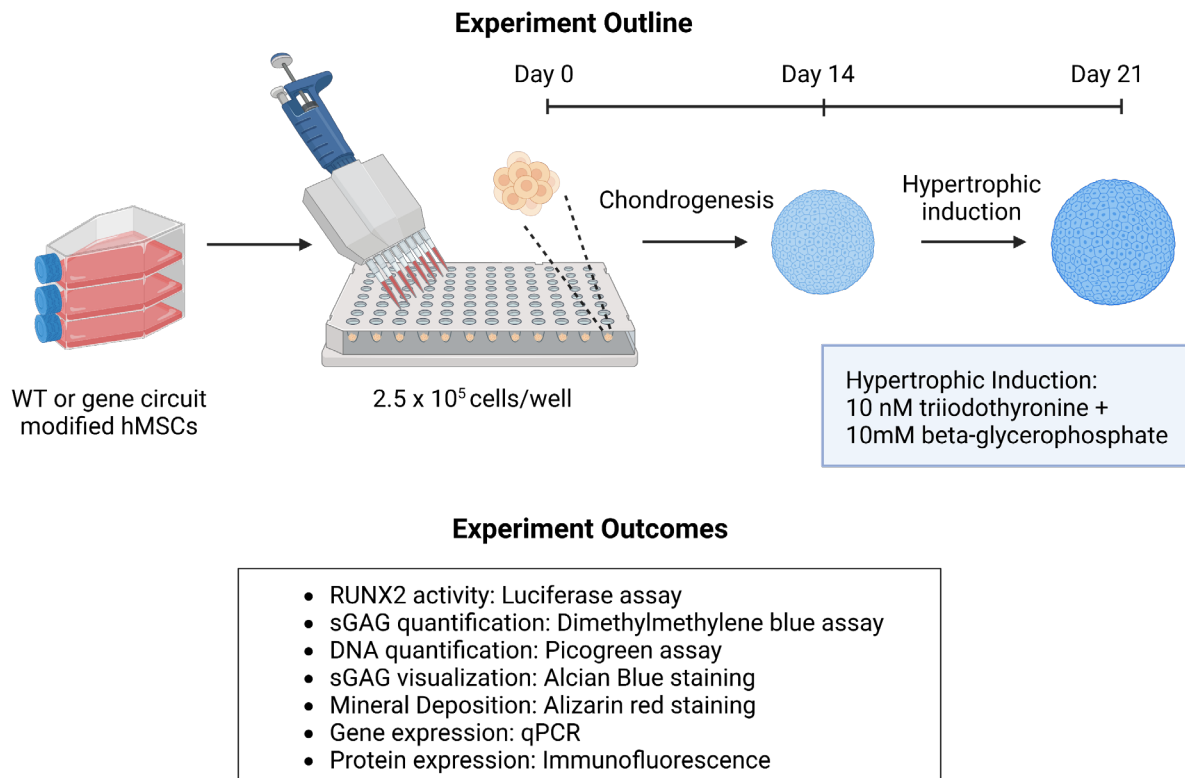 Experiment Outline
Day 0
Day 14
Day 21
Chondrogenesis
Hypertrophic
induction
WT or gene circuit
modified hMSCs
2.5 x 10⁵ cells/well
Hypertrophic Induction:
10 nM triiodothyronine +
10mM beta-glycerophosphate
Experiment Outcomes
• RUNX2 activity: Luciferase assay
• sGAG quantification: Dimethylmethylene blue assay
• DNA quantification: Picogreen assay
• sGAG visualization: Alcian Blue staining
• Mineral Deposition: Alizarin red staining
• Gene expression: qPCR
• Protein expression: Immunofluorescence